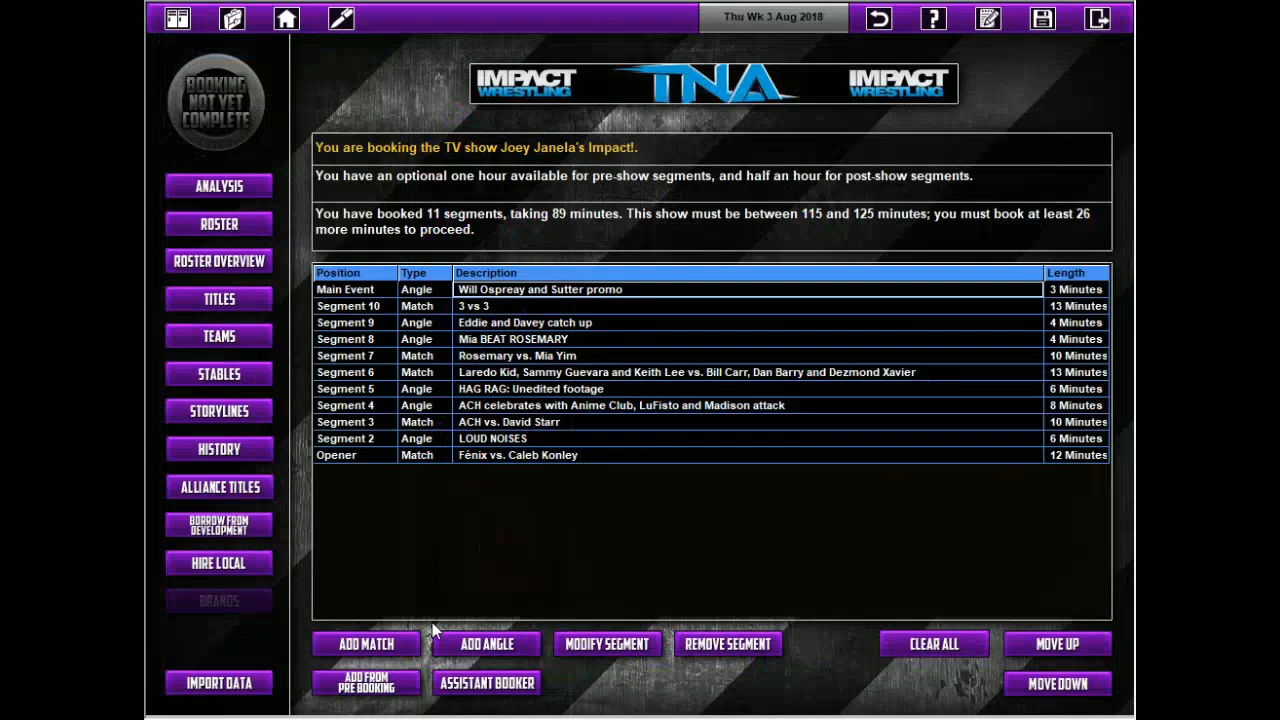 Thu Wk 3 Aug 2018
BOOKING
NOT YET
COMPLETE
IMPACT
WRESTLING
TNA
IMPACT
WRESTLING
You are booking the TV show Joey Janela's Impact!.
You have an optional one hour available for pre-show segments, and half an hour for post-show segments.
You have booked 11 segments, taking 89 minutes. This show must be between 115 and 125 minutes; you must book at least 26
more minutes to proceed.
ANALYSIS
ROSTER
ROSTER OVERVIEW
TITLES
TEAMS
STABLES
STORYLINES
HISTORY
ALLIANCE TITLES
BORROW FROM
DEVELOPMENT
HIRE LOCAL
BRANDS
IMPORT DATA
Position Type Description Length
Main Event Angle Will Ospreay and Sutter promo 3 Minutes
Segment 10 Match 3 vs 3 13 Minutes
Segment 9 Angle Eddie and Davey catch up 4 Minutes
Segment 8 Angle Mia BEAT ROSEMARY 4 Minutes
Segment 7 Match Rosemary vs. Mia Yim 10 Minutes
Segment 6 Match Laredo Kid, Sammy Guevara and Keith Lee vs. Bill Carr, Dan Barry and Dezmond Xavier 13 Minutes
Segment 5 Angle HAG RAG: Unedited footage 6 Minutes
Segment 4 Angle ACH celebrates with Anime Club, LuFisto and Madison attack 8 Minutes
Segment 3 Match ACH vs. David Starr 10 Minutes
Segment 2 Angle LOUD NOISES 6 Minutes
Opener Match Fénix vs. Caleb Konley 12 Minutes
ADD MATCH ADD ANGLE MODIFY SEGMENT REMOVE SEGMENT CLEAR ALL MOVE UP
ADD FROM
PRE BOOKING
ASSISTANT BOOKER
MOVE DOWN